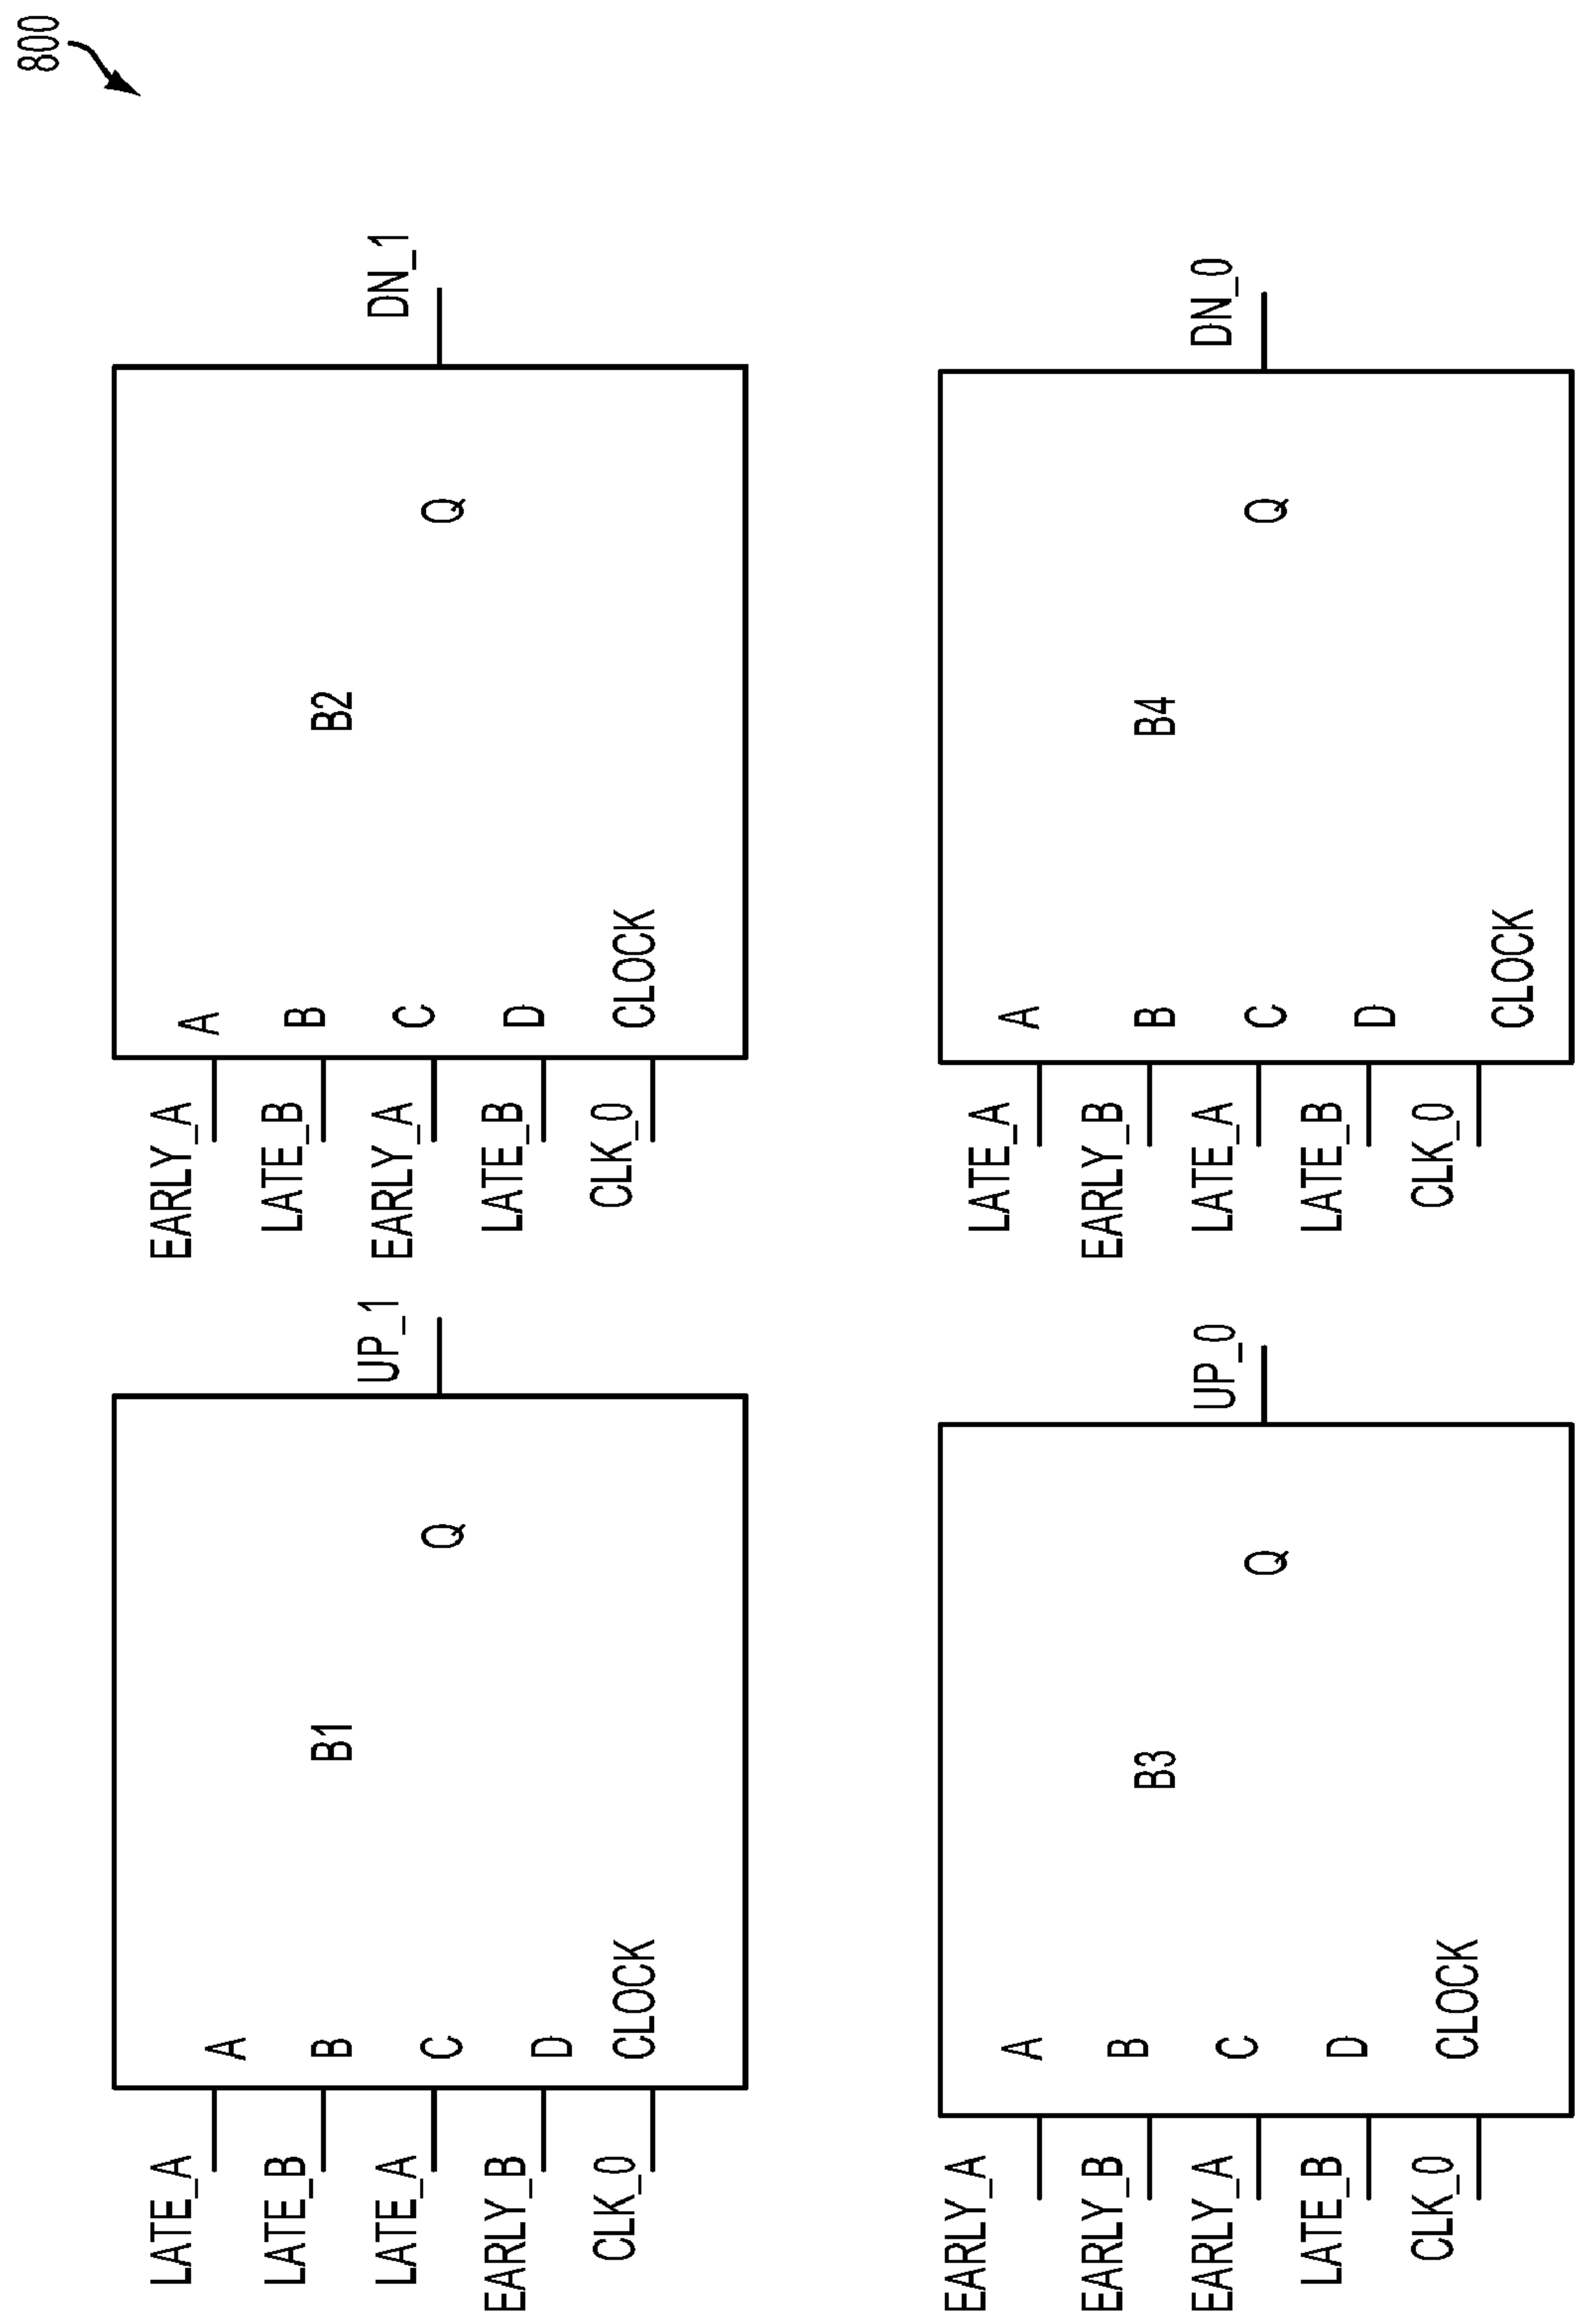 800
LATE_A
LATE_B
LATE_A
EARLY_B
CLK_0
A
B
C
D
CLOCK
B1
Q
UP_1
EARLY_A
LATE_B
EARLY_A
LATE_B
CLK_0
A
B
C
D
CLOCK
B2
Q
DN_1
EARLY_A
EARLY_B
EARLY_A
LATE_B
CLK_0
A
B
C
D
CLOCK
B3
Q
UP_0
LATE_A
EARLY_B
LATE_A
LATE_B
CLK_0
A
B
C
D
CLOCK
B4
Q
DN_0